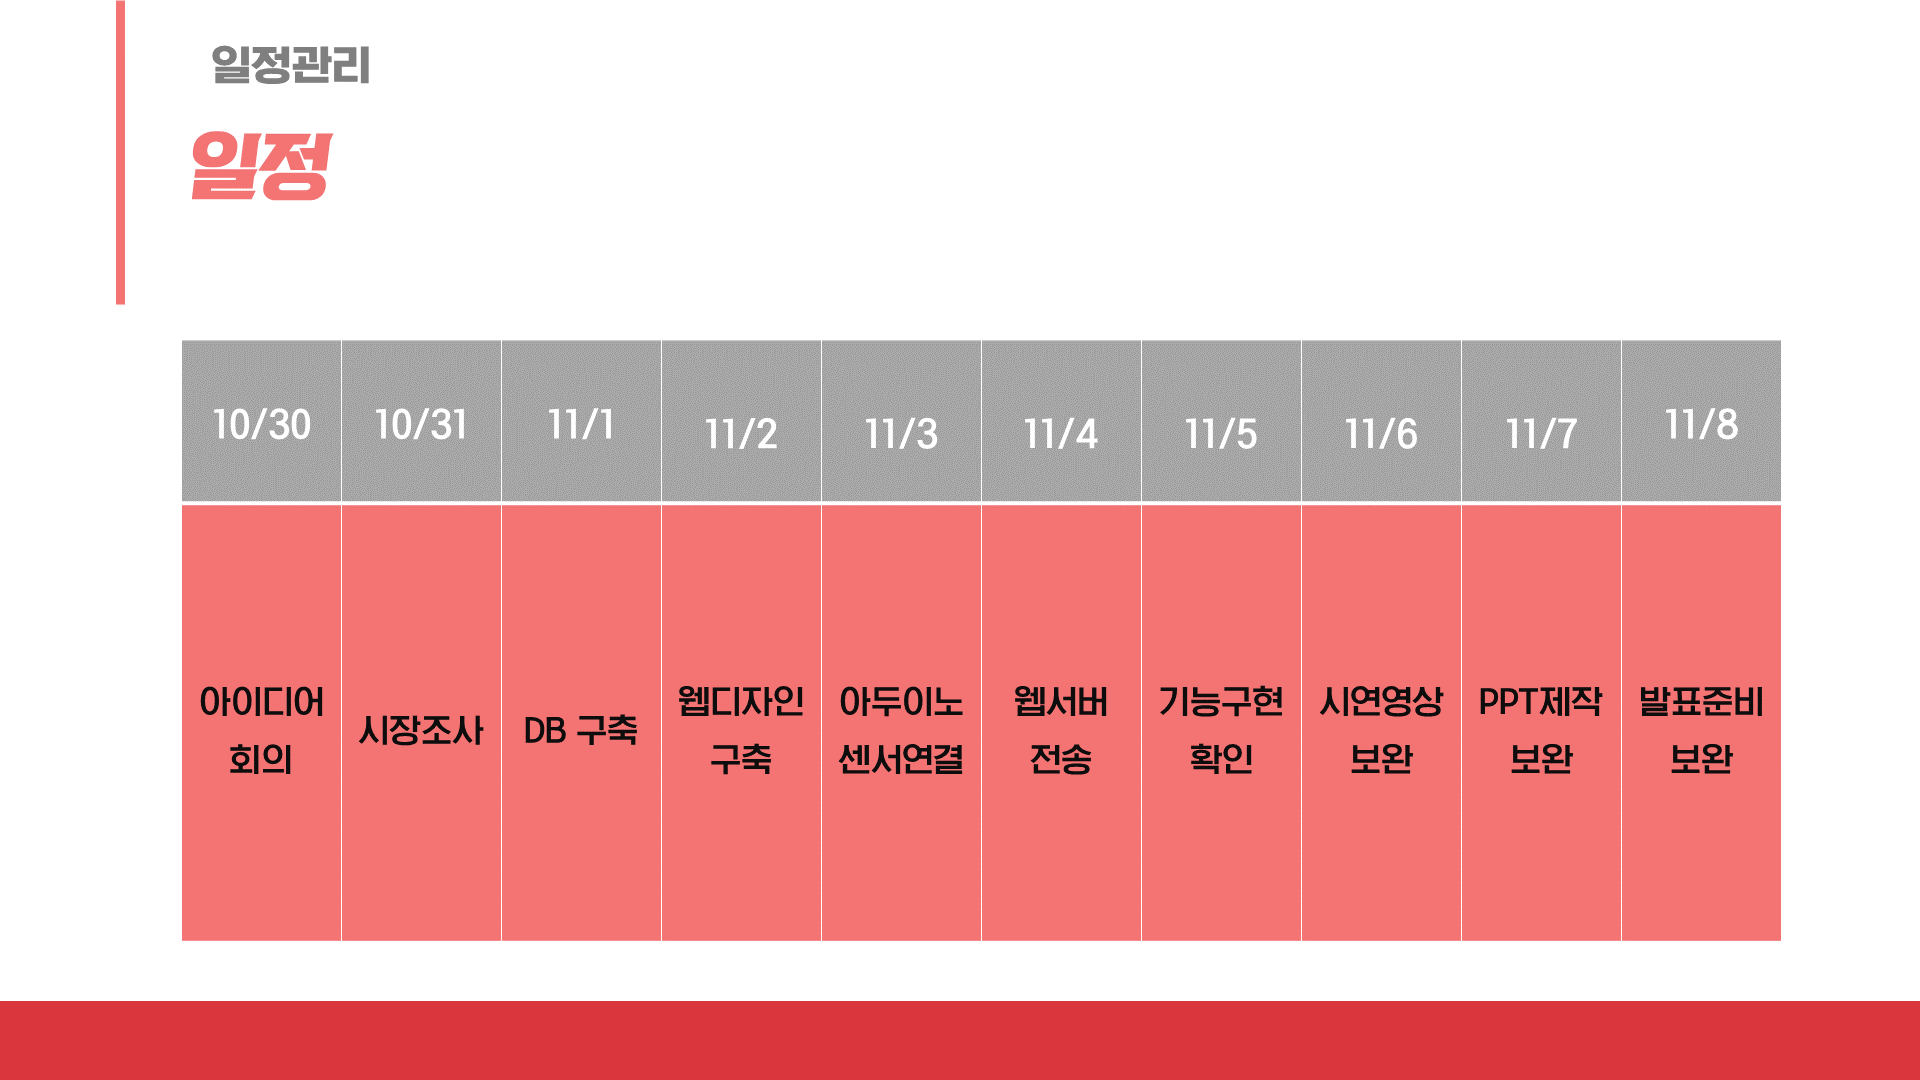 일정관리
일정
10/30 10/31 11/1 11/2 11/3 11/4 11/5 11/6 11/7 11/8
아이디어
회의
시장조사
DB 구축
웹디자인
구축
아두이노
센서연결
웹서버
전송
기능구현
확인
시연영상
보완
PPT제작
보완
발표준비
보완